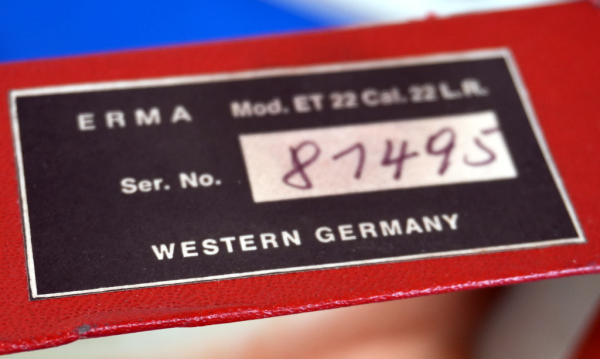 ERMA Mod. ET 22 Cal. 22 L.R.
Ser. No. 87495
WESTERN GERMANY